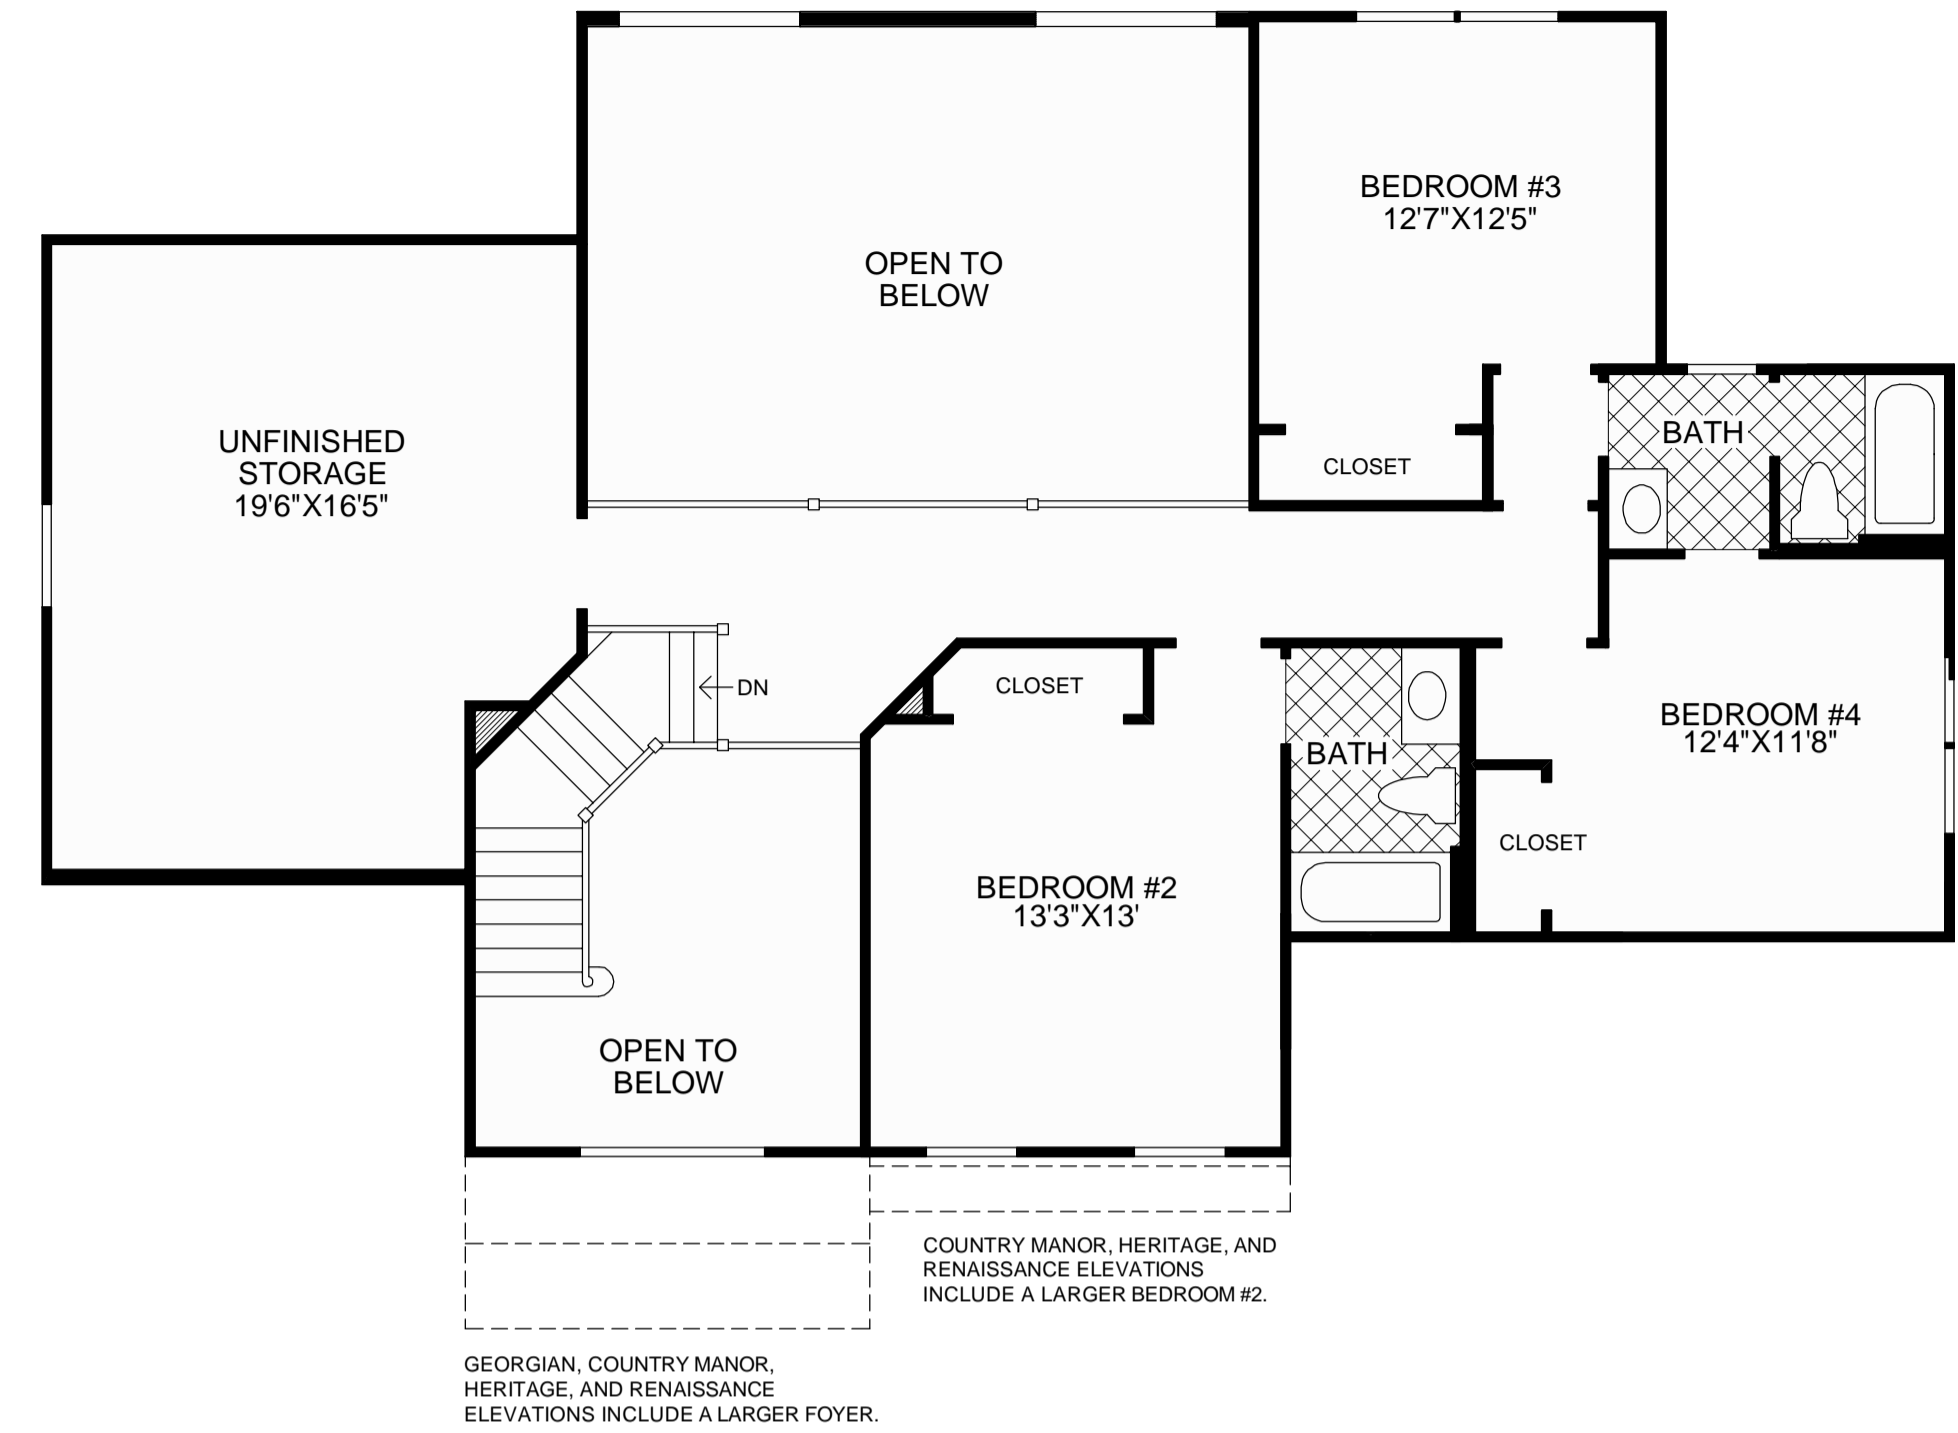 BEDROOM #3
12'7"X12'5"
OPEN TO
BELOW
UNFINISHED
STORAGE
19'6"X16'5"
CLOSET
BATH
DN
CLOSET
BATH
BEDROOM #4
12'4"X11'8"
CLOSET
BEDROOM #2
13'3"X13'
OPEN TO
BELOW
COUNTRY MANOR, HERITAGE, AND
RENAISSANCE ELEVATIONS
INCLUDE A LARGER BEDROOM #2.
GEORGIAN, COUNTRY MANOR,
HERITAGE, AND RENAISSANCE
ELEVATIONS INCLUDE A LARGER FOYER.